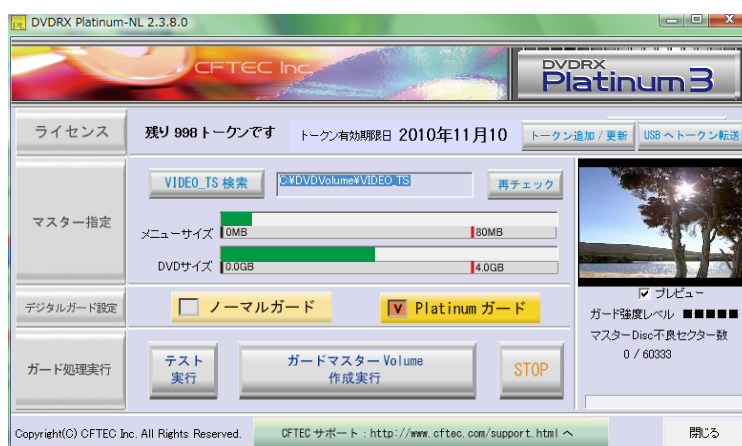 Pt DVDRX Platinum-NL 2.3.8.0
CFTEC Inc.
DVDRX
Platinum 3
ライセンス
残り 998 トークンです
トークン有効期限日 2010年11月10
トークン追加 / 更新
USB へトークン転送
マスター指定
VIDEO_TS 検索
C:¥DVDVolume¥VIDEO_TS
再チェック
メニューサイズ
0MB
80MB
DVDサイズ
0.0GB
4.0GB
デジタルガード設定
ノーマルガード
V Platinum ガード
プレビュー
ガード強度レベル ■■■■■
マスターDisc不良セクター数
0 / 60333
ガード処理実行
テスト
実行
ガードマスター Volume
作成実行
STOP
Copyright(C) CFTEC Inc. All Rights Reserved.
CFTEC サポート : http://www.cftec.com/support.html へ
閉じる